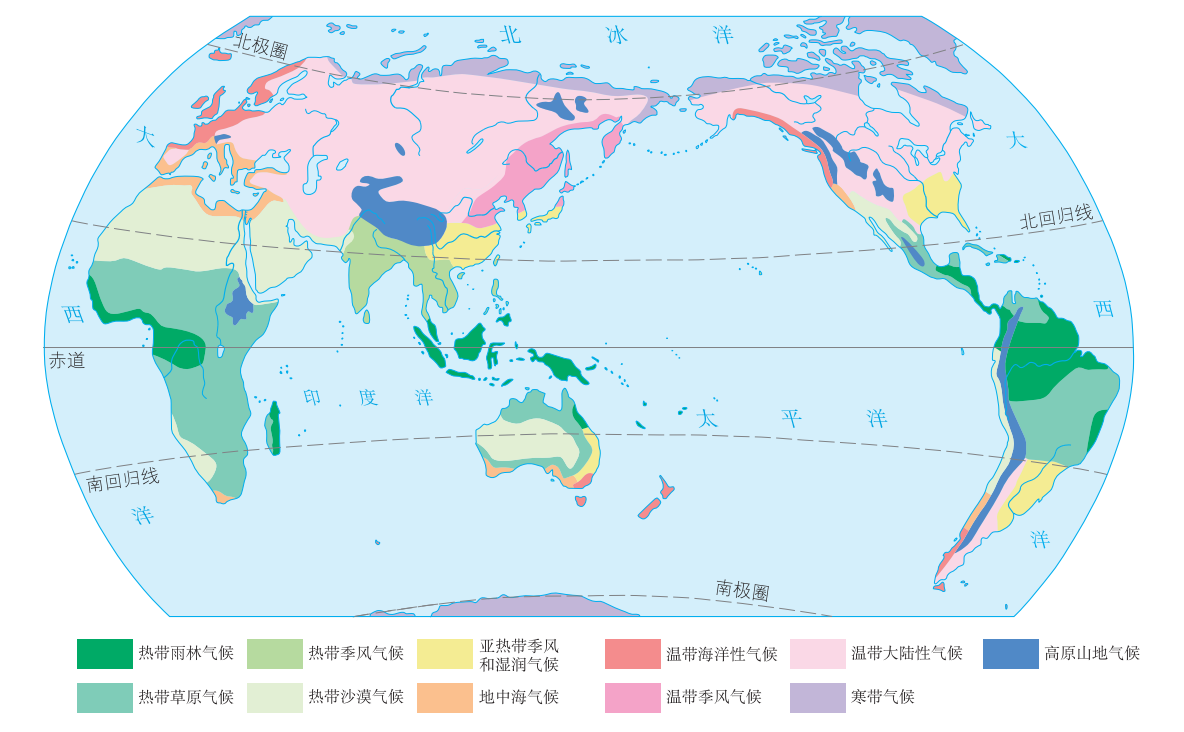 北冰洋
北极圈
大
大
北回归线
西
西
赤道
印度洋
太平洋
南回归线
洋
洋
南极圈
热带雨林气候
热带季风气候
亚热带季风
和湿润气候
温带海洋性气候
温带大陆性气候
高原山地气候
热带草原气候
热带沙漠气候
地中海气候
温带季风气候
寒带气候